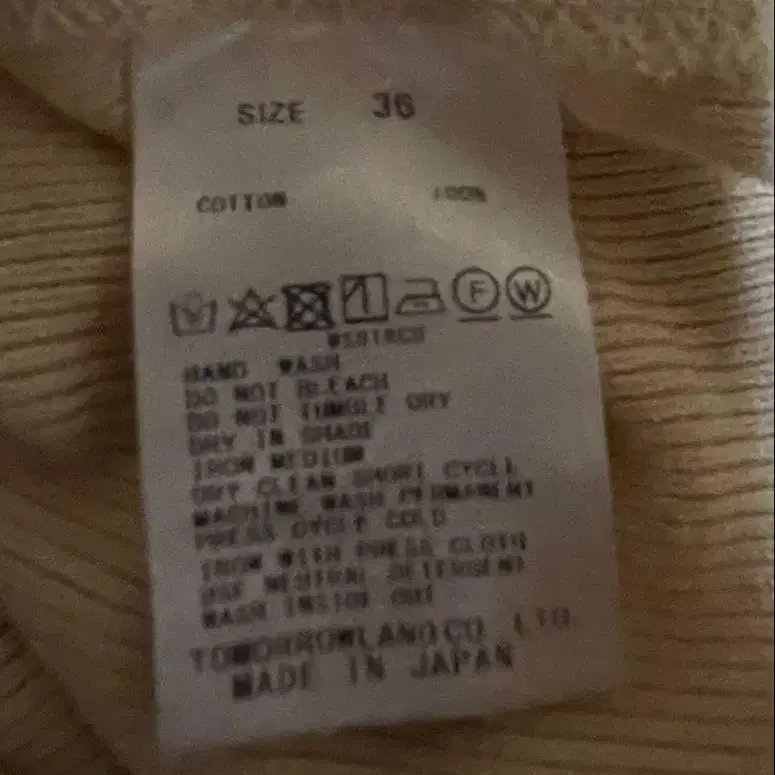 SIZE 36
COTTON 100%
F W
HAND WASH
DO NOT BLEACH
DO NOT TUMBLE DRY
DRY IN SHADE
IRON MEDIUM
DRY CLEAN SHORT CYCLE
MACHINE WASH PERMANENT
PRESS CYCLE COLD
IRON WITH PRESS CLOTH
USE NEUTRAL DETERGENT
WASH INSIDE OUT
TOMORROWLAND CO. LTD.
MADE IN JAPAN